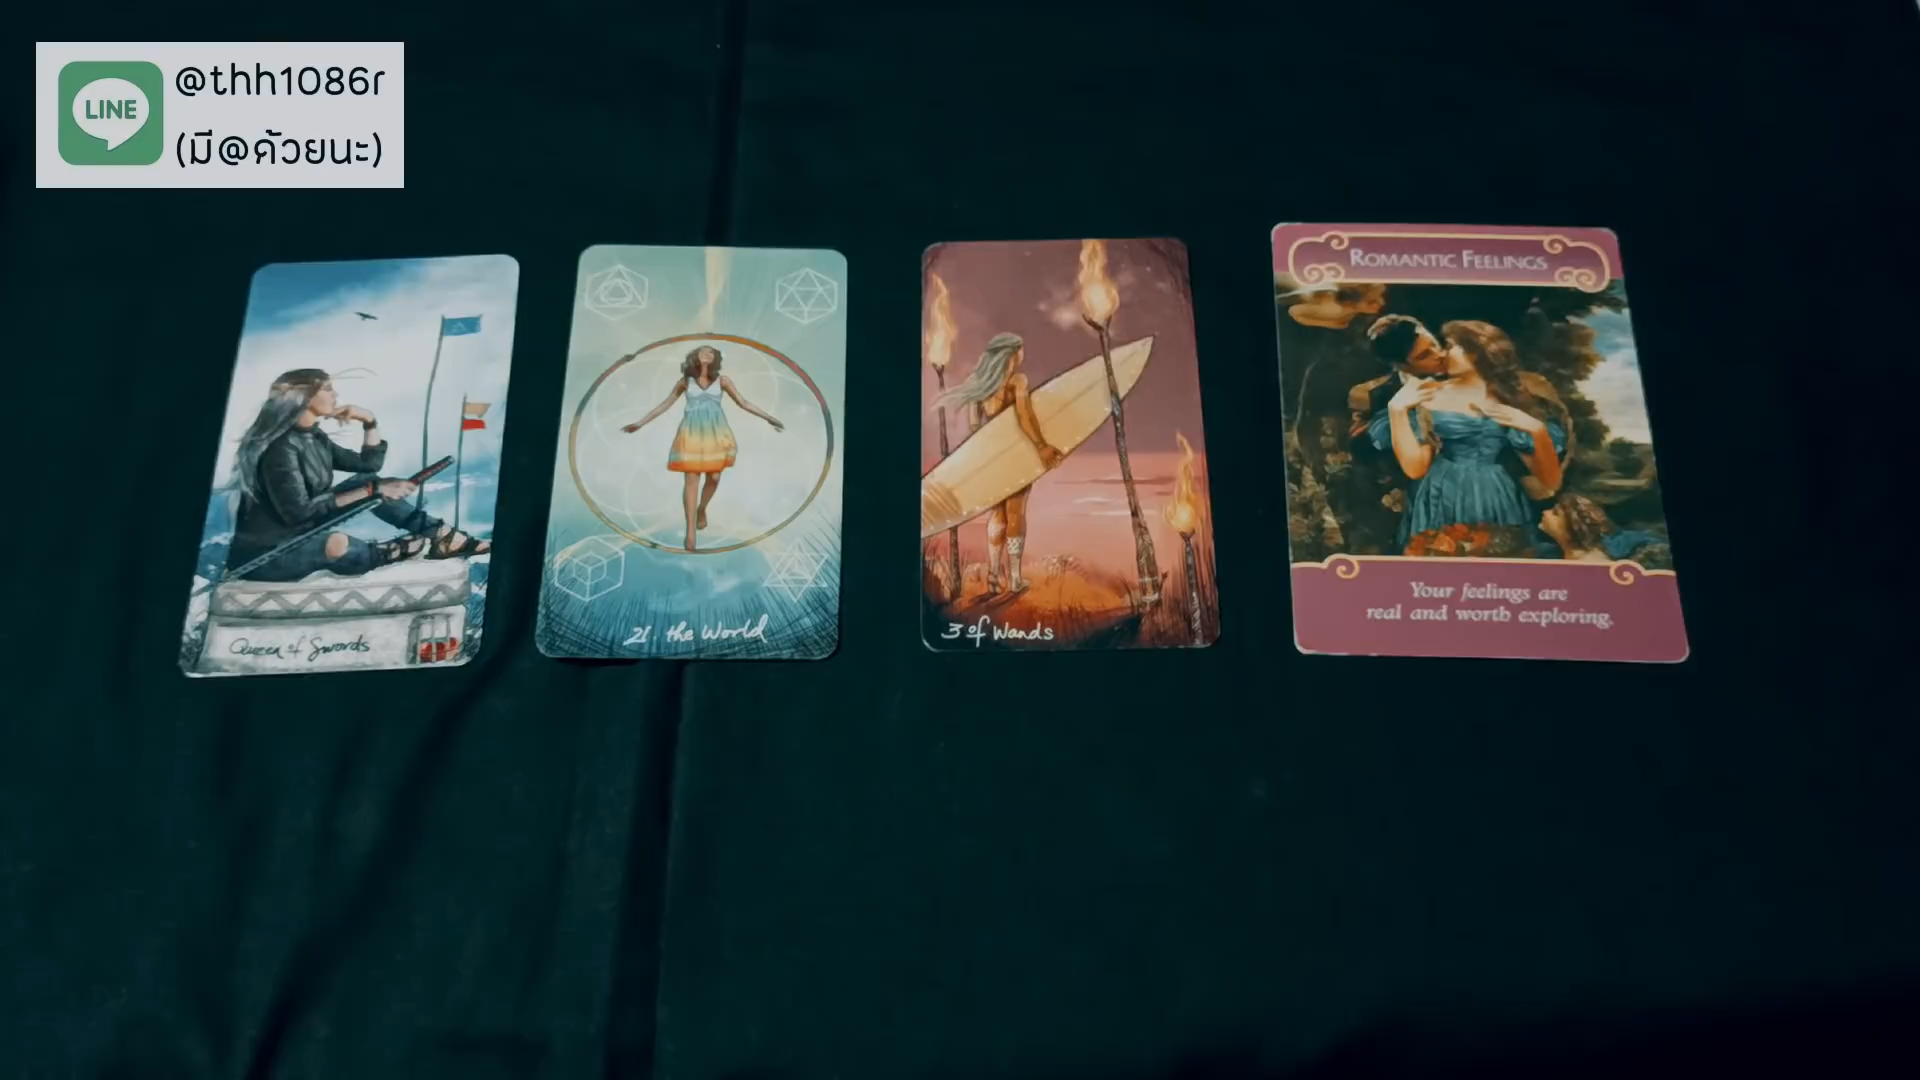 LINE
@thh1086r
(มี@ด้วยนะ)
Queen of Swords
21. the World
3 of Wands
ROMANTIC FEELINGS
Your feelings are
real and worth exploring.